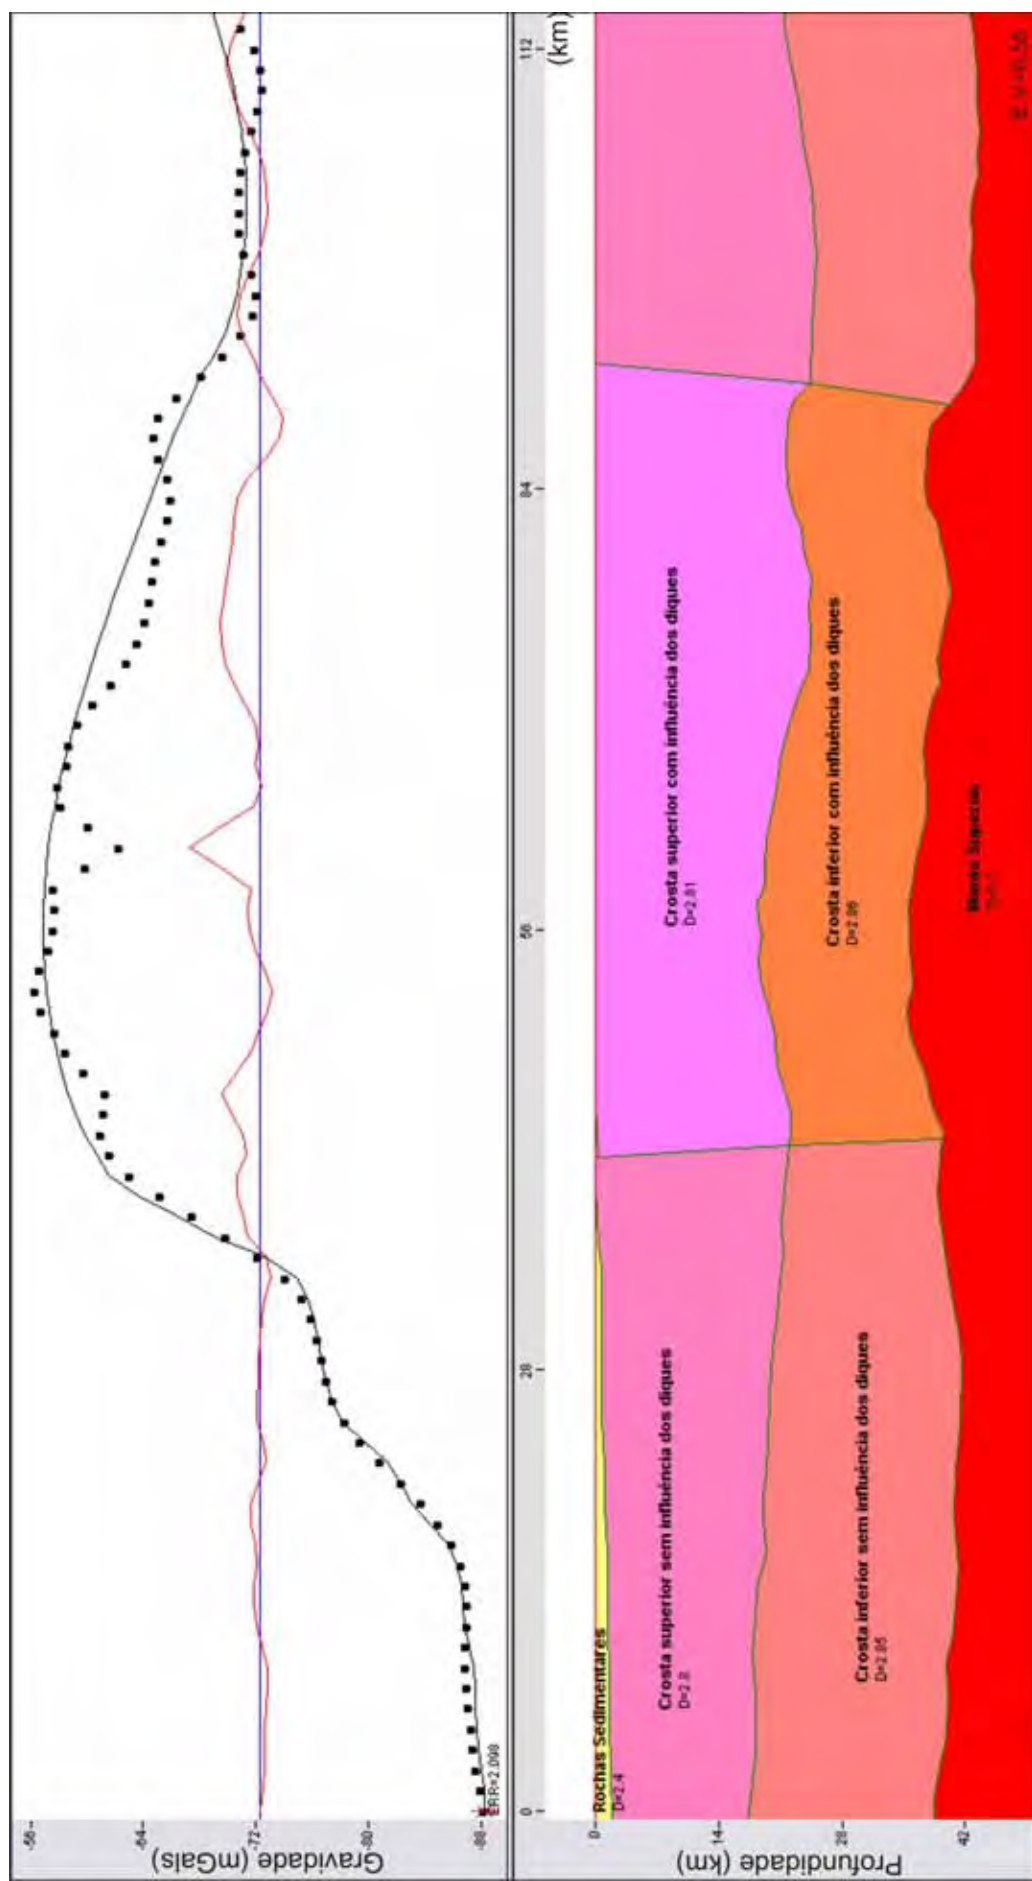 -56
-64
-72
-80
-88
Gravidade (mGals)
ERR=2.098
0
28
56
84
112
(km)
0
14
28
42
Profundidade (km)
Rochas Sedimentares
D=2.4
Crosta superior sem influência dos diques
D=2.8
Crosta inferior sem influência dos diques
D=2.85
Crosta superior com influência dos diques
D=2.81
Crosta inferior com influência dos diques
D=2.86
Manto Superior